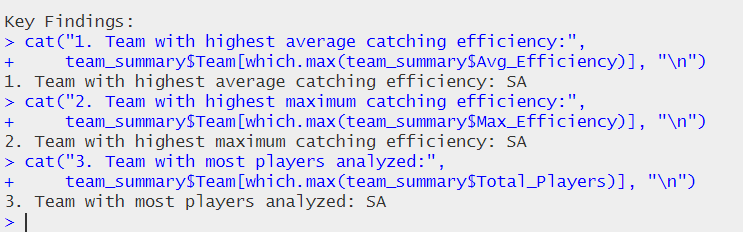 Key Findings:
> cat("1. Team with highest average catching efficiency:",
+     team_summary$Team[which.max(team_summary$Avg_Efficiency)], "\n")
1. Team with highest average catching efficiency: SA
> cat("2. Team with highest maximum catching efficiency:",
+     team_summary$Team[which.max(team_summary$Max_Efficiency)], "\n")
2. Team with highest maximum catching efficiency: SA
> cat("3. Team with most players analyzed:",
+     team_summary$Team[which.max(team_summary$Total_Players)], "\n")
3. Team with most players analyzed: SA
>